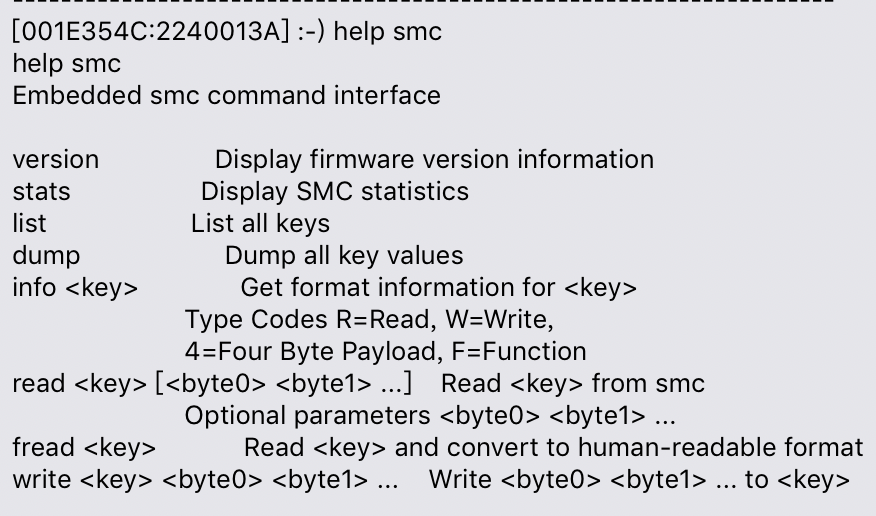 [001E354C:2240013A] :-) help smc
help smc
Embedded smc command interface
version Display firmware version information
stats Display SMC statistics
list List all keys
dump Dump all key values
info <key> Get format information for <key>
Type Codes R=Read, W=Write,
4=Four Byte Payload, F=Function
read <key> [<byte0> <byte1> ...] Read <key> from smc
Optional parameters <byte0> <byte1> ...
fread <key> Read <key> and convert to human-readable format
write <key> <byte0> <byte1> ... Write <byte0> <byte1> ... to <key>